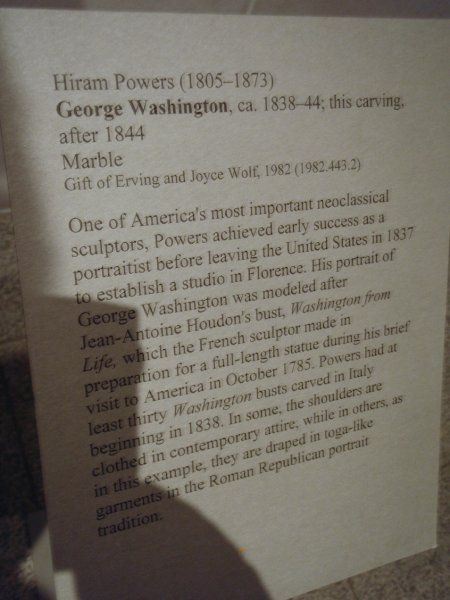 Hiram Powers (1805–1873)
George Washington, ca. 1838–44; this carving,
after 1844
Marble
Gift of Erving and Joyce Wolf, 1982 (1982.443.2)
One of America's most important neoclassical
sculptors, Powers achieved early success as a
portraitist before leaving the United States in 1837
to establish a studio in Florence. His portrait of
George Washington was modeled after
Jean-Antoine Houdon's bust, Washington from
Life, which the French sculptor made in
preparation for a full-length statue during his brief
visit to America in October 1785. Powers had at
least thirty Washington busts carved in Italy
beginning in 1838. In some, the shoulders are
clothed in contemporary attire, while in others, as
in this example, they are draped in toga-like
garments in the Roman Republican portrait
tradition.